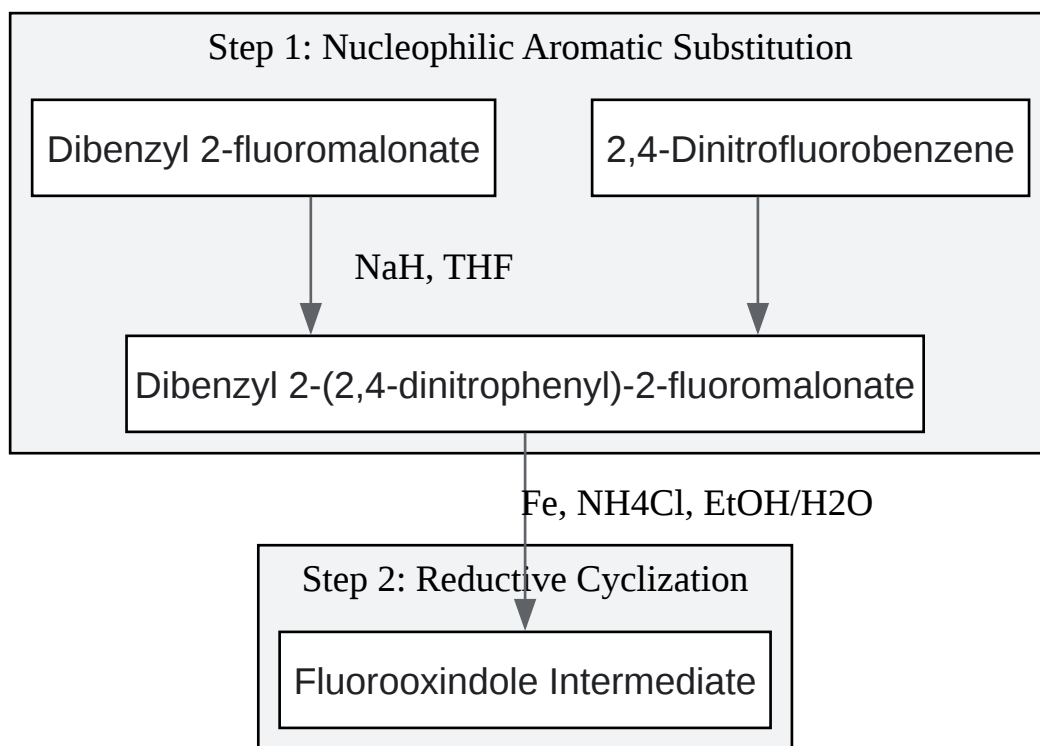 Step 1: Nucleophilic Aromatic Substitution
Dibenzyl 2-fluoromalonate
2,4-Dinitrofluorobenzene
NaH, THF
Dibenzyl 2-(2,4-dinitrophenyl)-2-fluoromalonate
Fe, NH4Cl, EtOH/H2O
Step 2: Reductive Cyclization
Fluorooxindole Intermediate